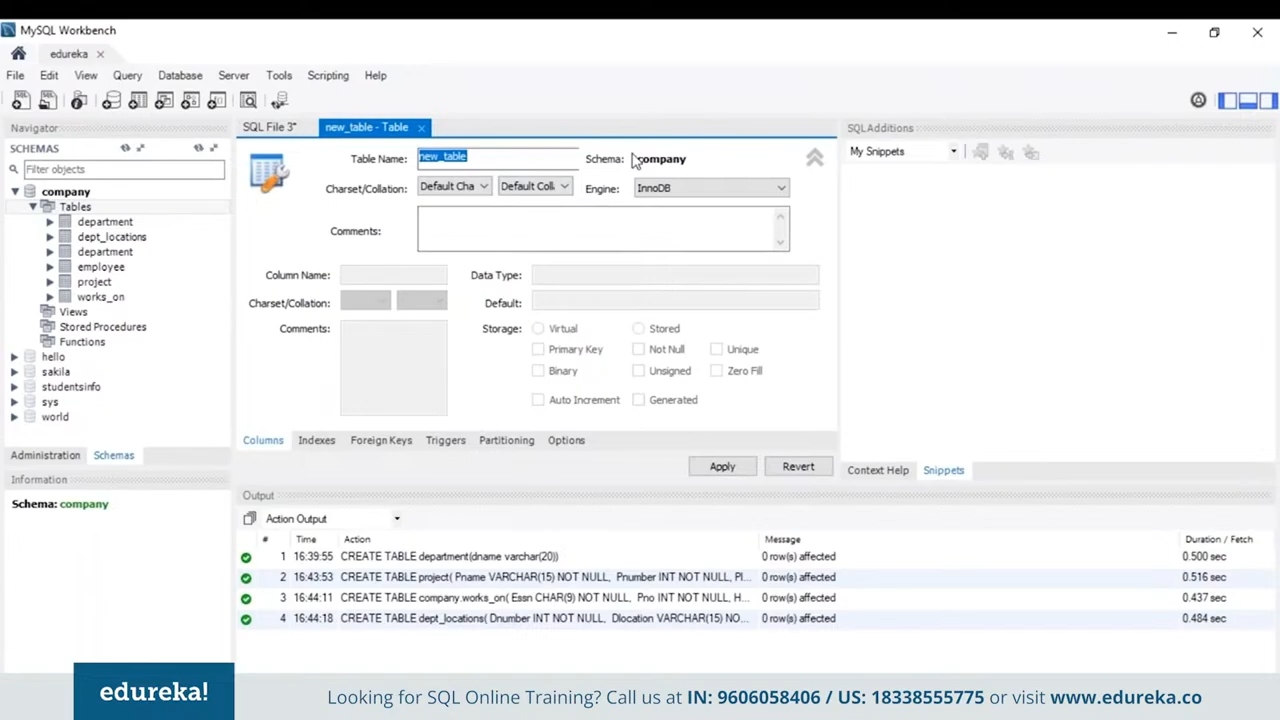 MySQL Workbench
edureka
File Edit View Query Database Server Tools Scripting Help
Navigator
SCHEMAS
Filter objects
company
Tables
department
dept_locations
department
employee
project
works_on
Views
Stored Procedures
Functions
hello
sakila
studentsinfo
sys
world
Administration Schemas
Information
Schema: company
SQL File 3* new_table - Table
Table Name: new_table Schema: company
Charset/Collation: Default Cha Default Coll Engine: InnoDB
Comments:
Column Name: Data Type:
Charset/Collation: Default:
Comments: Storage: Virtual Stored
Primary Key Not Null Unique
Binary Unsigned Zero Fill
Auto Increment Generated
Columns Indexes Foreign Keys Triggers Partitioning Options
Apply Revert
SQLAdditions
My Snippets
Context Help Snippets
Output
Action Output
# Time Action Message Duration / Fetch
1 16:39:55 CREATE TABLE department(dname varchar(20)) 0 row(s) affected 0.500 sec
2 16:43:53 CREATE TABLE project( Pname VARCHAR(15) NOT NULL, Pnumber INT NOT NULL, Pl... 0 row(s) affected 0.516 sec
3 16:44:11 CREATE TABLE company.works_on( Essn CHAR(9) NOT NULL, Pno INT NOT NULL, H... 0 row(s) affected 0.437 sec
4 16:44:18 CREATE TABLE dept_locations( Dnumber INT NOT NULL, Dlocation VARCHAR(15) NO... 0 row(s) affected 0.484 sec
edureka!
Looking for SQL Online Training? Call us at IN: 9606058406 / US: 18338555775 or visit www.edureka.co